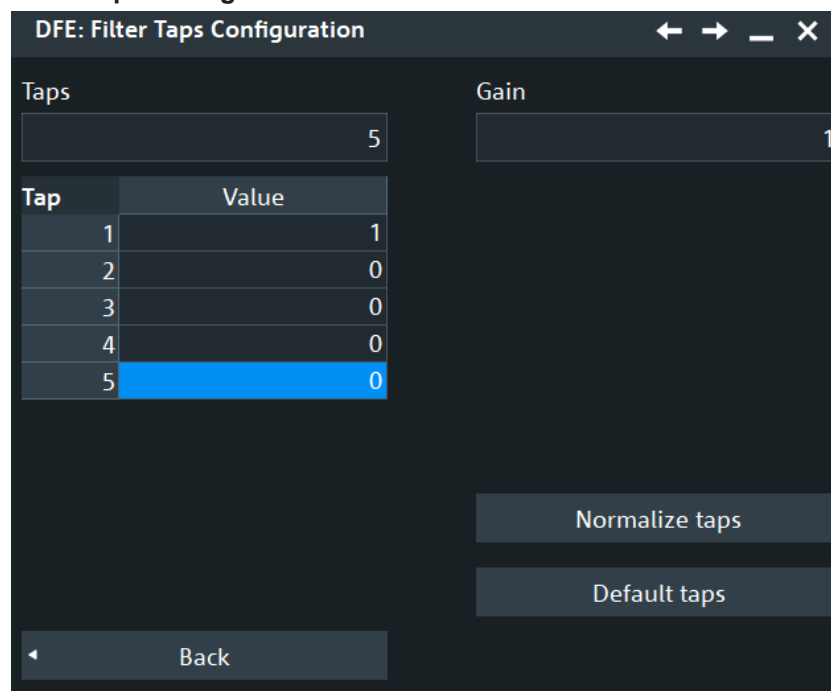 DFE: Filter Taps Configuration
Taps
Gain
5
1
Tap Value
1 1
2 0
3 0
4 0
5 0
Normalize taps
Default taps
Back